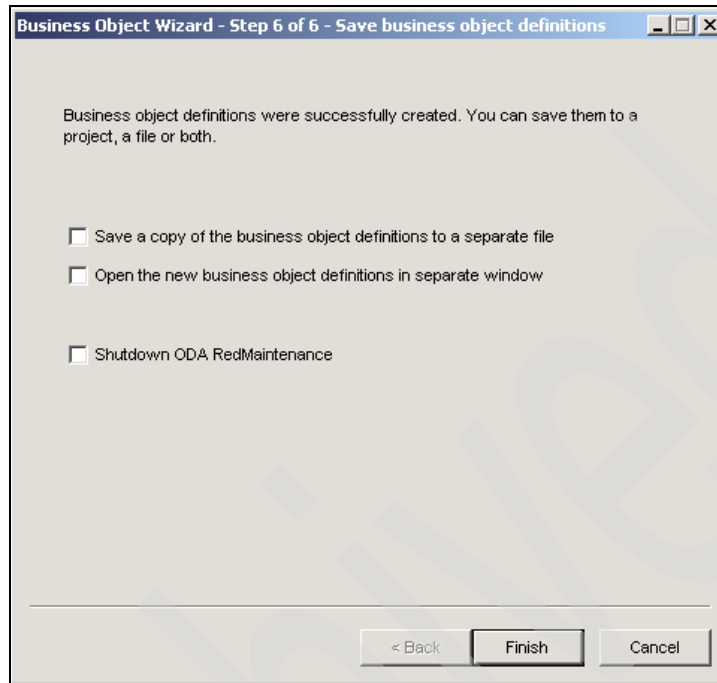 Business Object Wizard - Step 6 of 6 - Save business object definitions
Business object definitions were successfully created. You can save them to a
project, a file or both.
Save a copy of the business object definitions to a separate file
Open the new business object definitions in separate window
Shutdown ODA RedMaintenance
< Back
Finish
Cancel